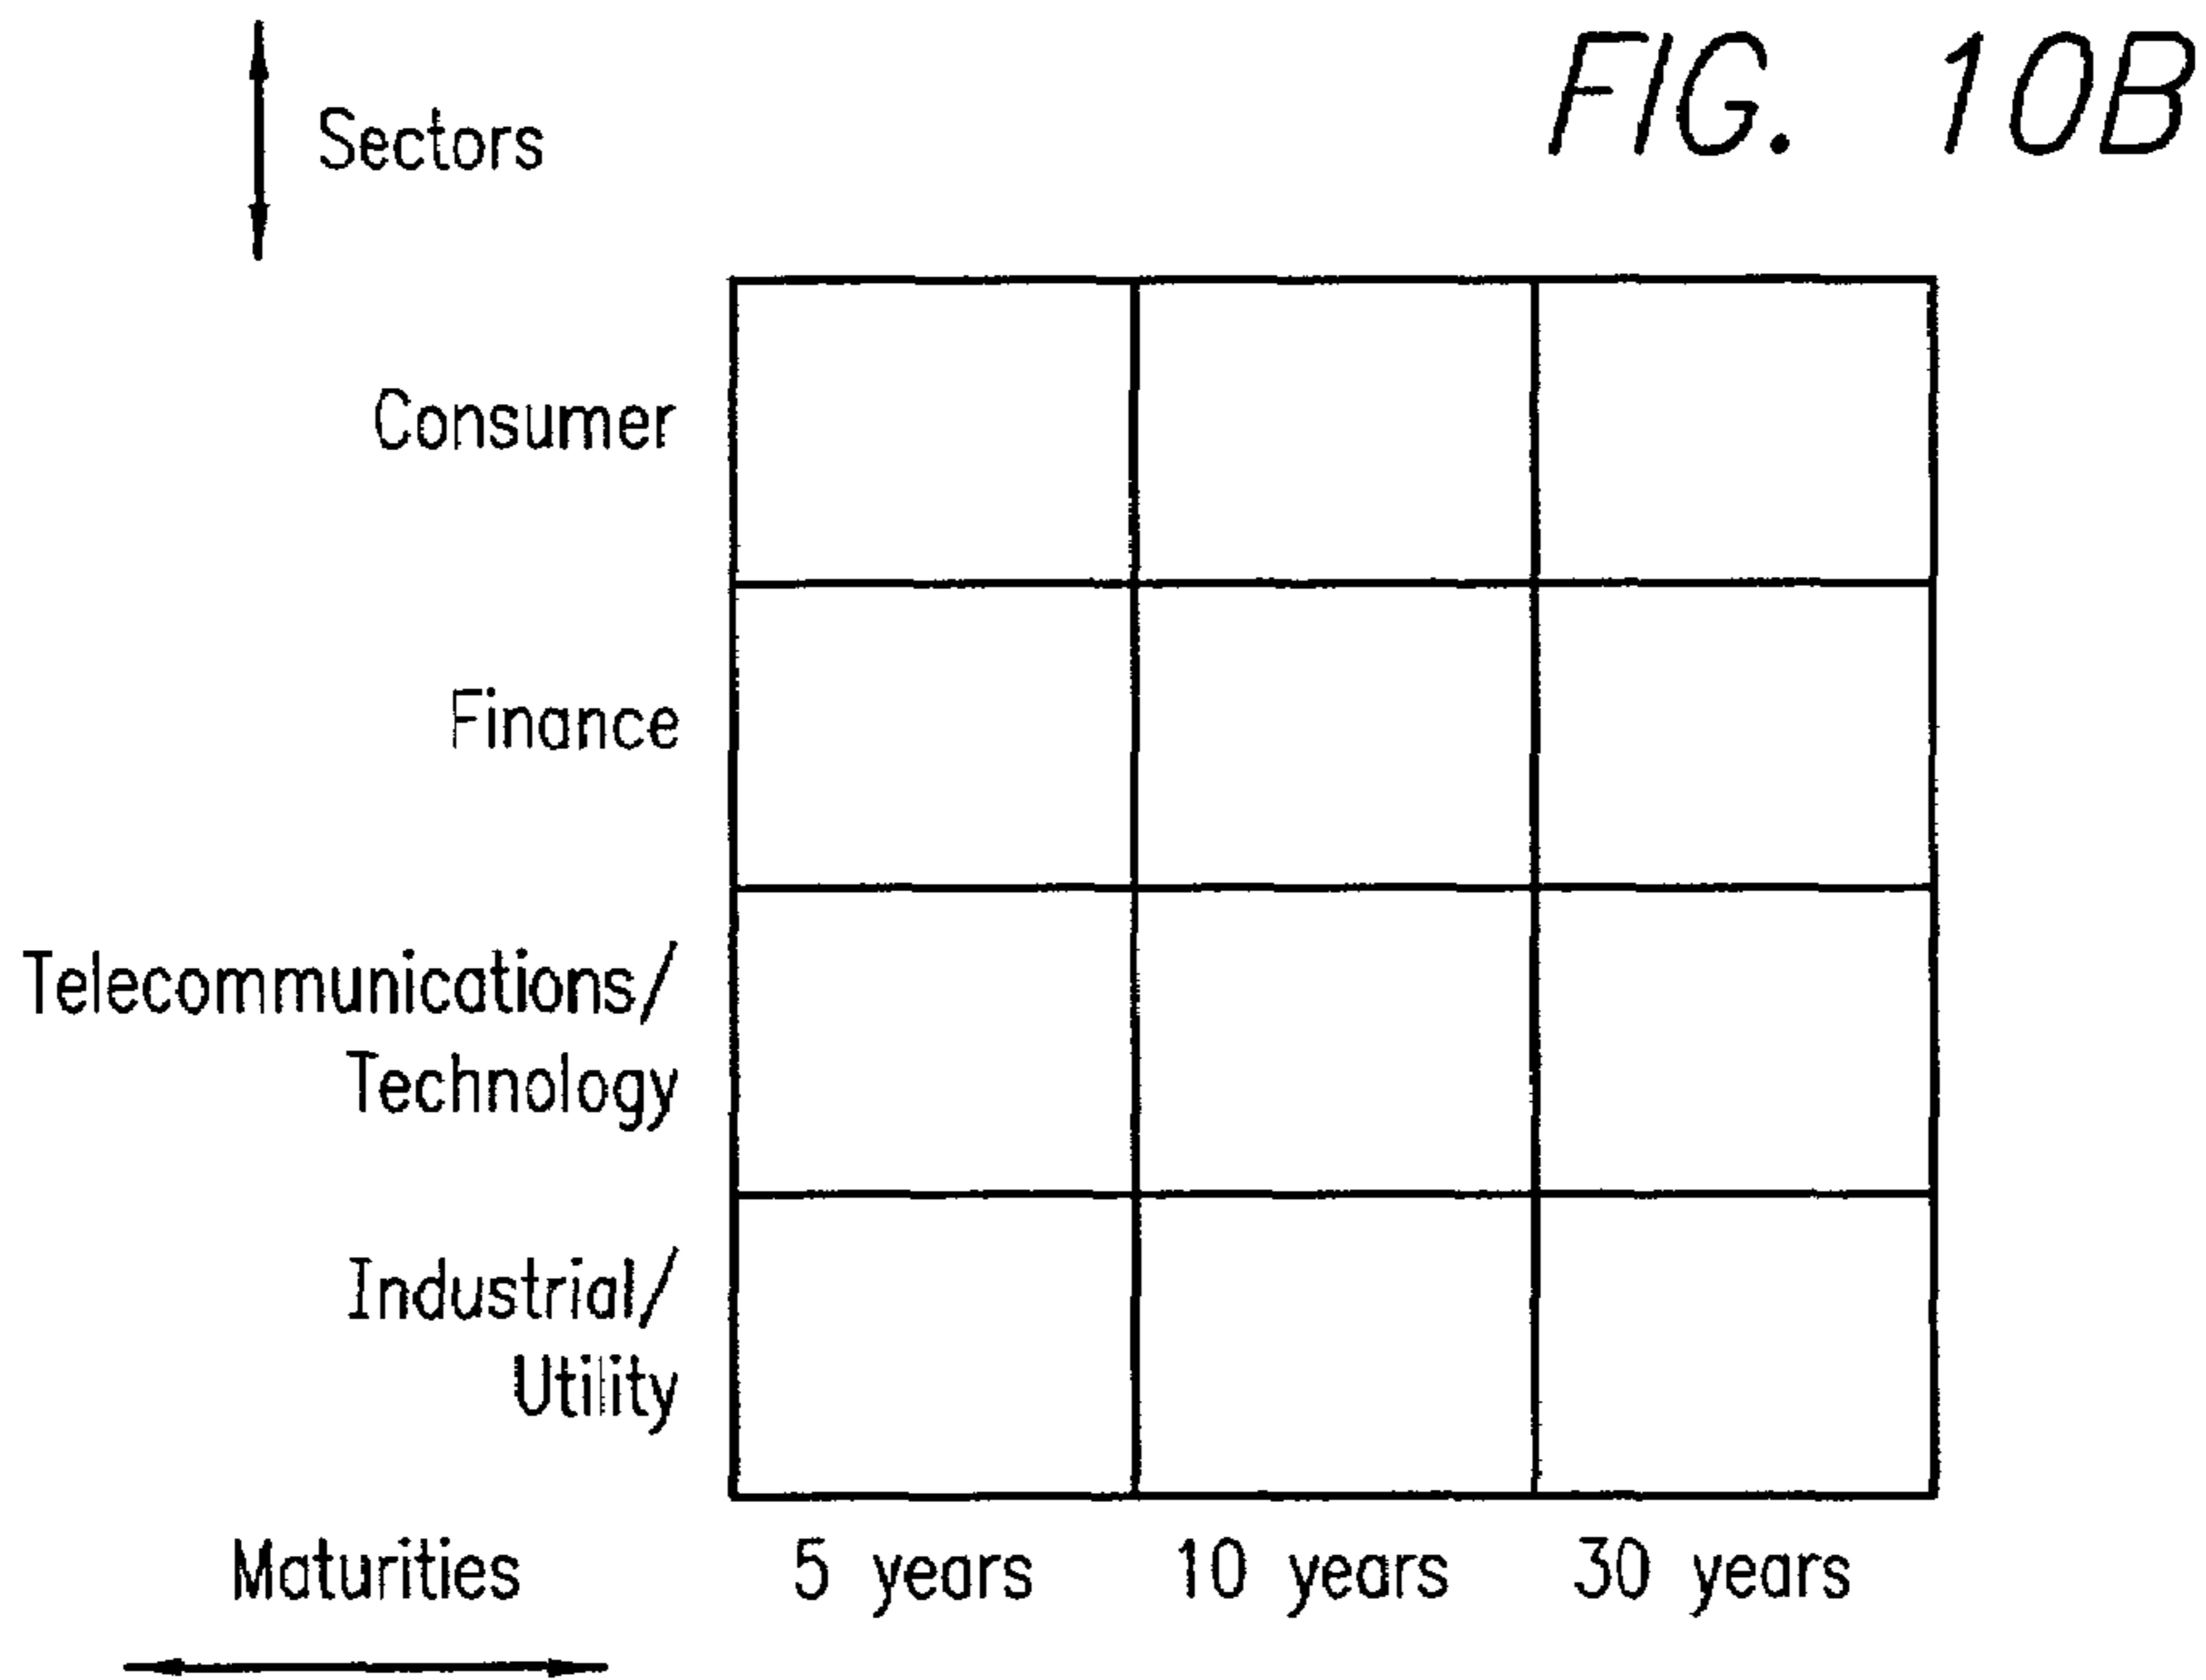 FIG. 10B
Sectors
Consumer
Finance
Telecommunications/
Technology
Industrial/
Utility
Maturities 5 years 10 years 30 years